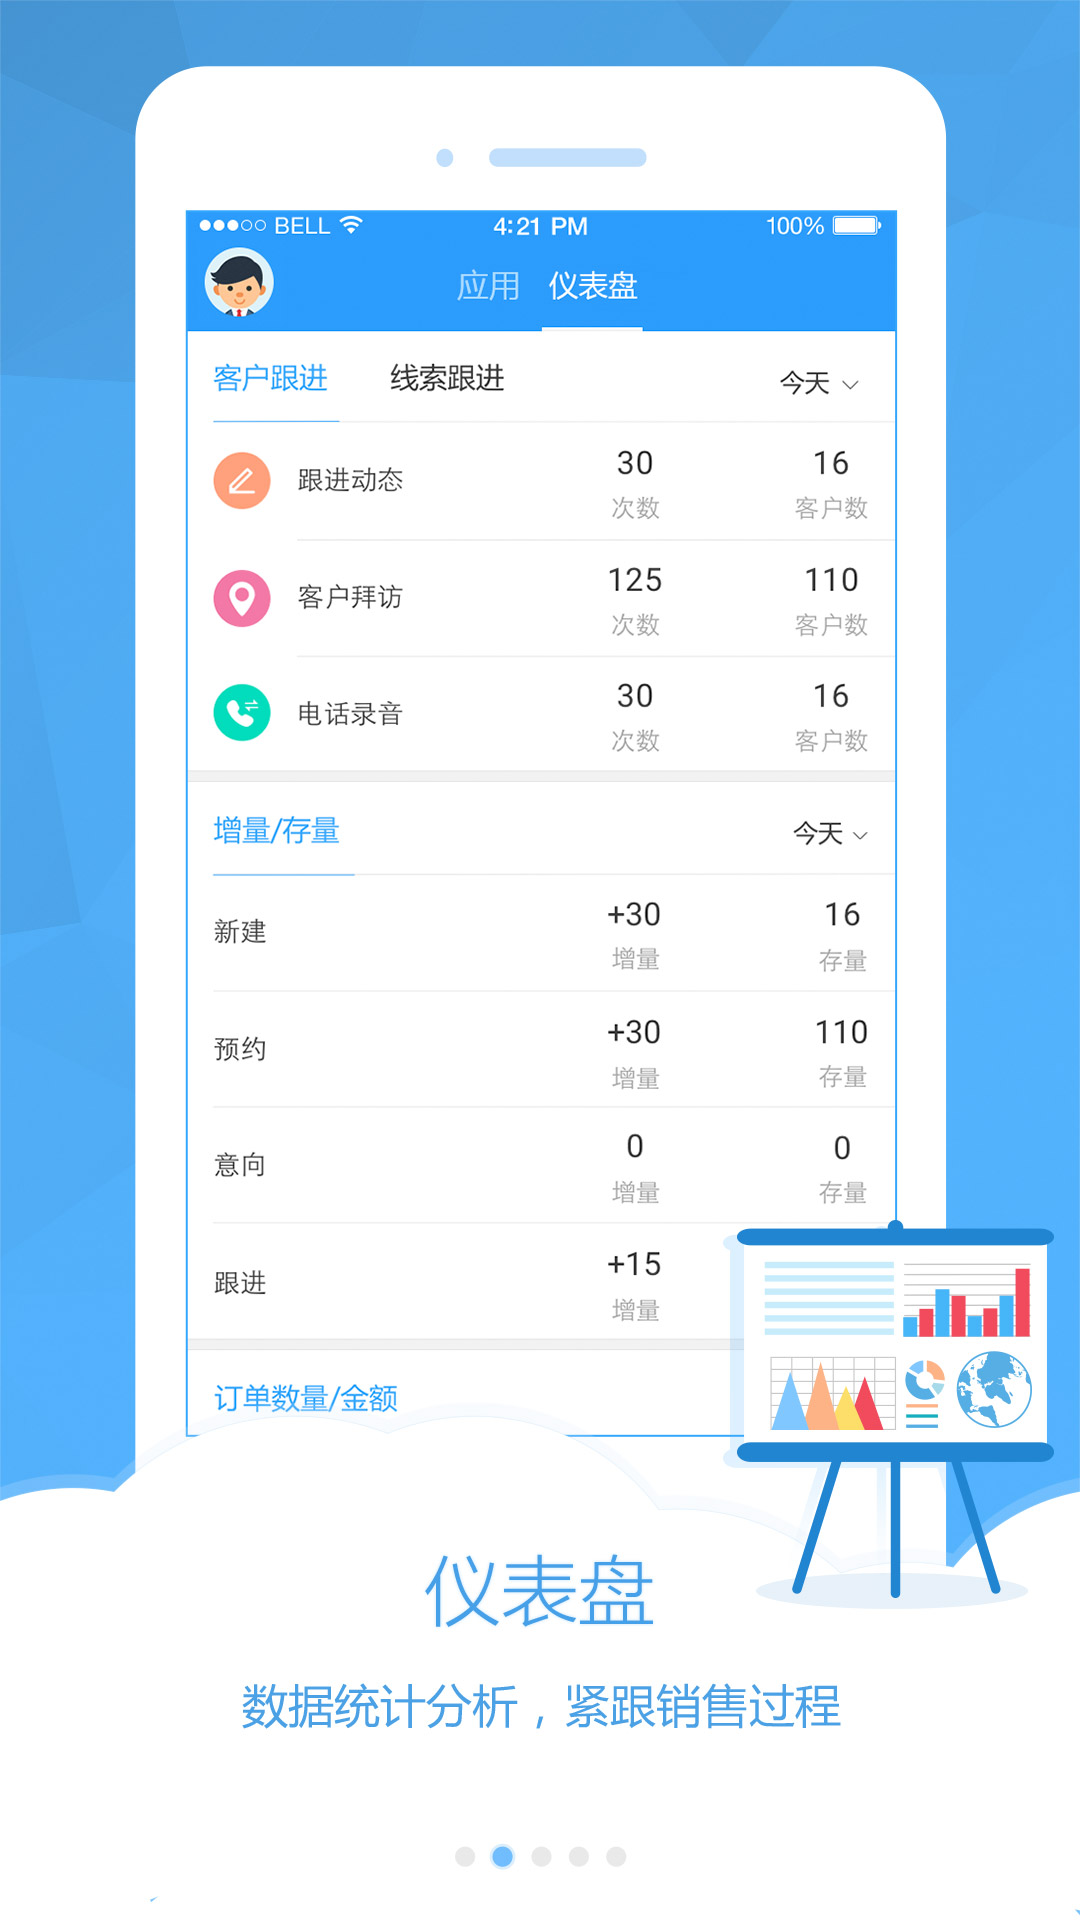 BELL 4:21 PM 100%
应用 仪表盘
客户跟进 线索跟进 今天
跟进动态 30 次数 16 客户数
客户拜访 125 次数 110 客户数
电话录音 30 次数 16 客户数
增量/存量 今天
新建 +30 增量 16 存量
预约 +30 增量 110 存量
意向 0 增量 0 存量
跟进 +15 增量
订单数量/金额
仪表盘
数据统计分析，紧跟销售过程